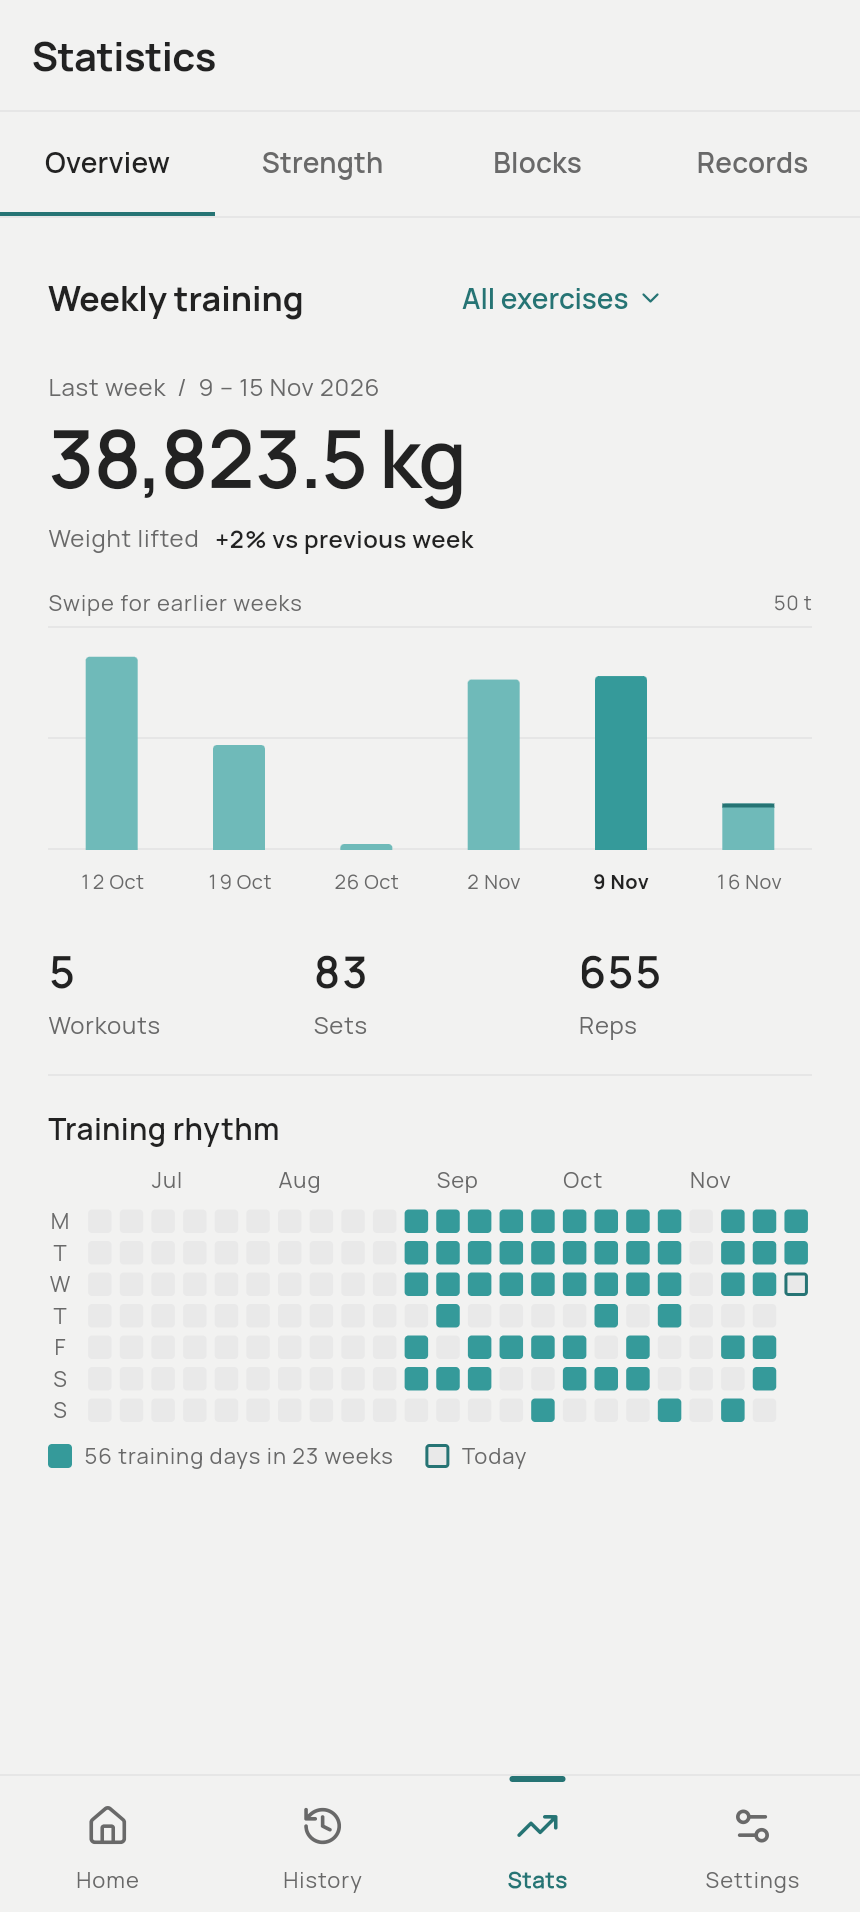 Statistics
Overview Strength Blocks Records
Weekly training All exercises
Last week / 9 – 15 Nov 2026
38,823.5 kg
Weight lifted +2% vs previous week
Swipe for earlier weeks 50 t
12 Oct 19 Oct 26 Oct 2 Nov 9 Nov 16 Nov
5 83 655
Workouts Sets Reps
Training rhythm
Jul Aug Sep Oct Nov
M
T
W
T
F
S
S
56 training days in 23 weeks Today
Home History Stats Settings